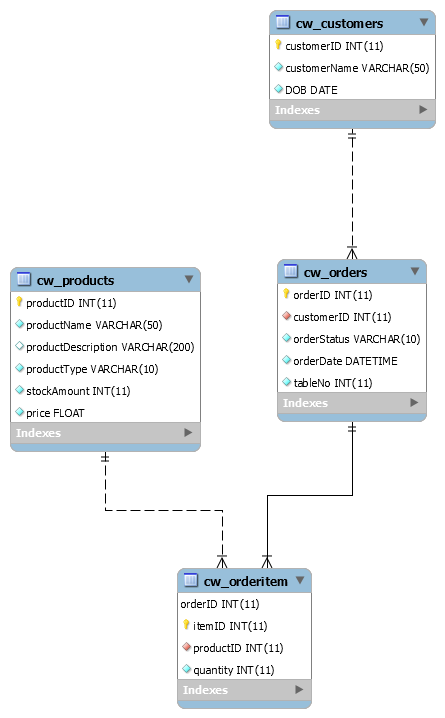 cw_customers
customerID INT(11)
customerName VARCHAR(50)
DOB DATE
Indexes
cw_products
productID INT(11)
productName VARCHAR(50)
productDescription VARCHAR(200)
productType VARCHAR(10)
stockAmount INT(11)
price FLOAT
Indexes
cw_orders
orderID INT(11)
customerID INT(11)
orderStatus VARCHAR(10)
orderDate DATETIME
tableNo INT(11)
Indexes
cw_orderitem
orderID INT(11)
itemID INT(11)
productID INT(11)
quantity INT(11)
Indexes